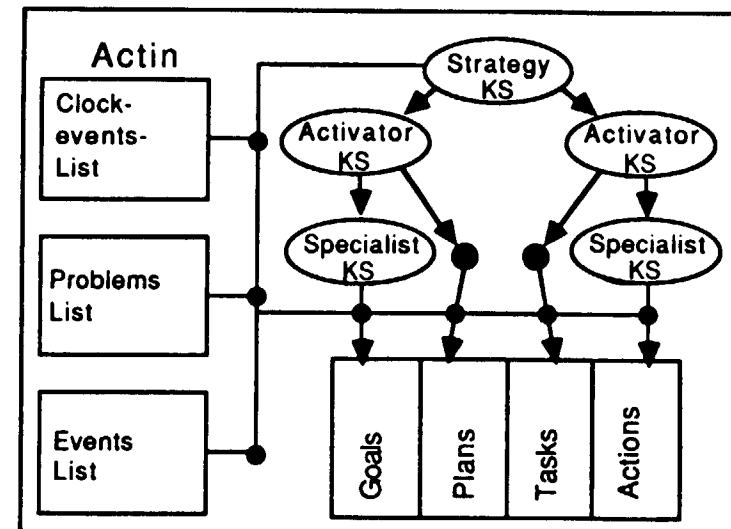 Actin
Clock-
events-
List
Problems
List
Events
List
Strategy
KS
Activator
KS
Activator
KS
Specialist
KS
Specialist
KS
Goals
Plans
Tasks
Actions